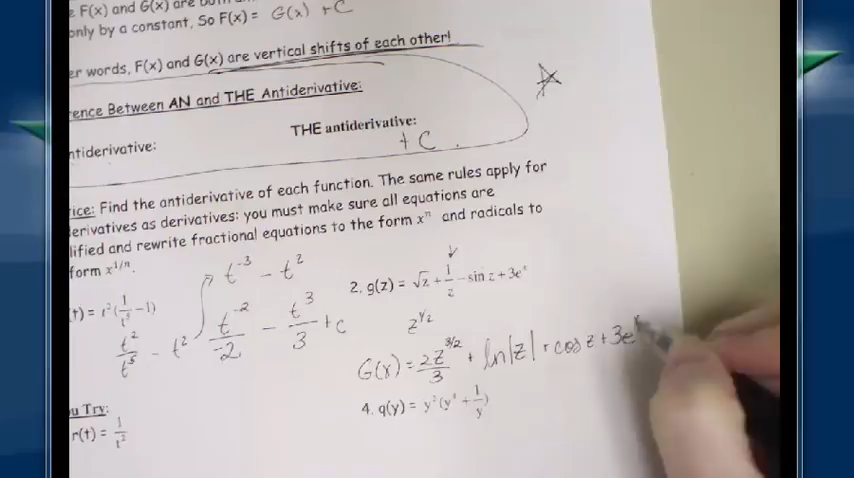 e F(x) and G(x) are
only by a constant, So F(x) = G(x) + C
er words, F(x) and G(x) are vertical shifts of each other!
ence Between AN and THE Antiderivative:
ntiderivative:
THE antiderivative:
+ C
ice: Find the antiderivative of each function. The same rules apply for
erivatives as derivatives: you must make sure all equations are
lified and rewrite fractional equations to the form xⁿ and radicals to
form x^{1/n}.
t⁻³ - t²
(t) = t²(1/t⁵ - 1)
t²/t⁵ - t²
t⁻²/-2 - t³/3 + c
2. g(z) = √z + 1/z - sin z + 3eˣ
z^{1/2}
G(x) = 2z^{3/2}/3 + ln|z| + cos z + 3e
u Try:
r(t) = 1/t²
4. q(y) = y²(y⁴ + 1/y)